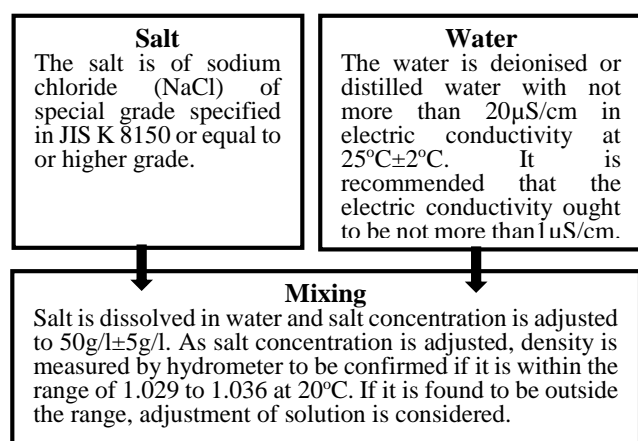 Salt
The salt is of sodium
chloride (NaCl) of
special grade specified
in JIS K 8150 or equal to
or higher grade.
Water
The water is deionised or
distilled water with not
more than 20µS/cm in
electric conductivity at
25°C±2°C. It is
recommended that the
electric conductivity ought
to be not more than1µS/cm.
Mixing
Salt is dissolved in water and salt concentration is adjusted
to 50g/l±5g/l. As salt concentration is adjusted, density is
measured by hydrometer to be confirmed if it is within the
range of 1.029 to 1.036 at 20°C. If it is found to be outside
the range, adjustment of solution is considered.